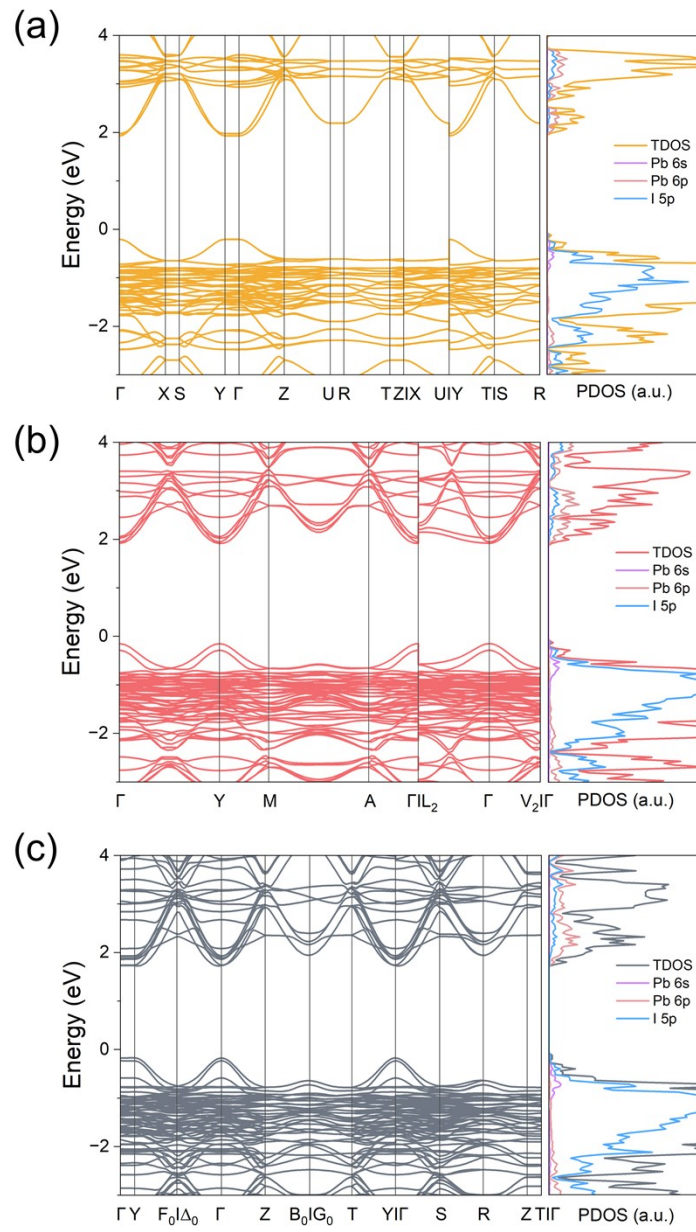 (a)
4
2
0
−2
Energy (eV)
Γ X S Y Γ Z U R T Z|X U|Y T|S R
TDOS
Pb 6s
Pb 6p
I 5p
PDOS (a.u.)
(b)
4
2
0
−2
Energy (eV)
Γ Y M A Γ|L₂ Γ V₂|Γ
TDOS
Pb 6s
Pb 6p
I 5p
PDOS (a.u.)
(c)
4
2
0
−2
Energy (eV)
Γ Y F₀|Δ₀ Γ Z B₀|G₀ T Y|Γ S R Z T|Γ
TDOS
Pb 6s
Pb 6p
I 5p
PDOS (a.u.)